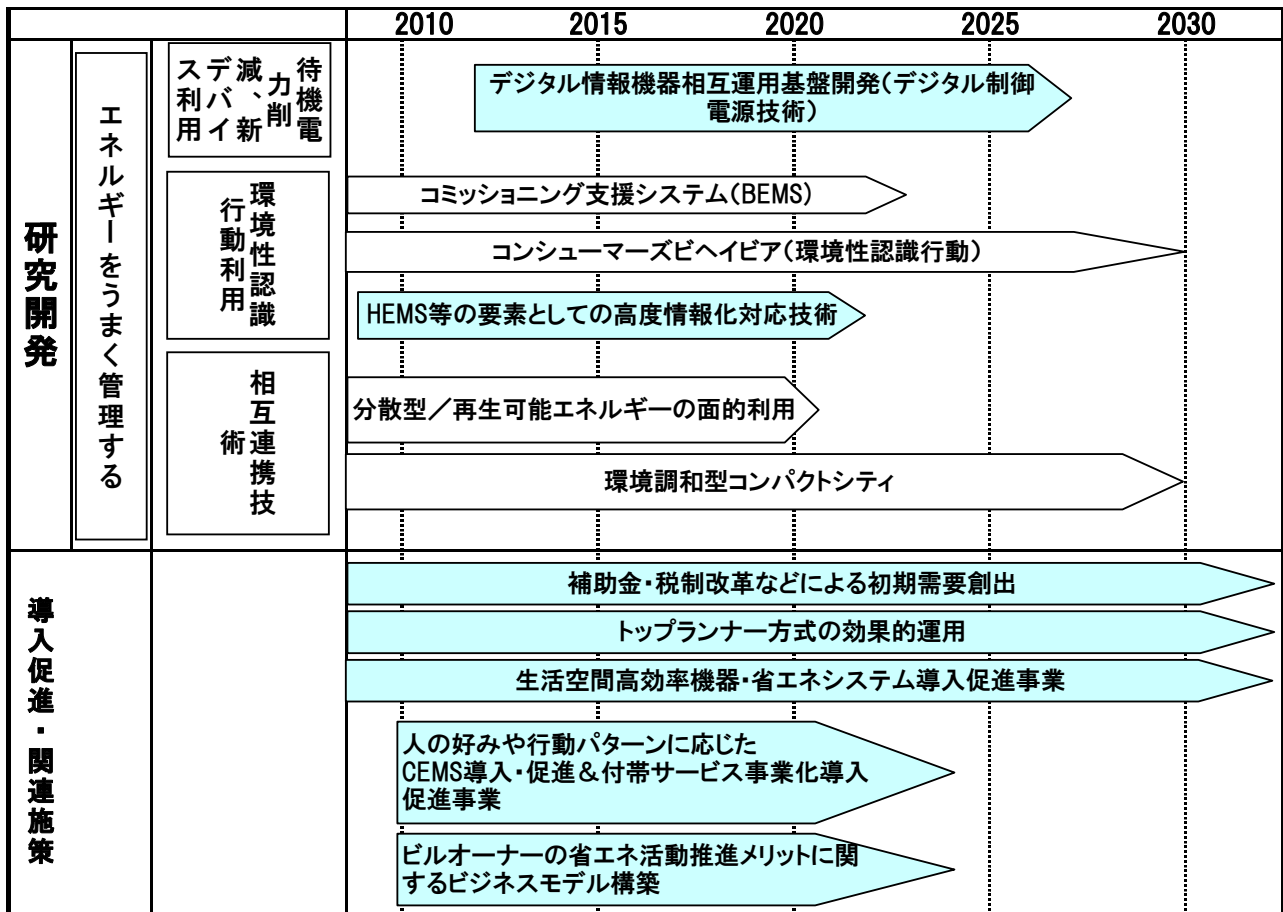 2010 2015 2020 2025 2030
研究開発
エネルギーをうまく管理する
待機電
力削
減、新
デバイ
ス利用
デジタル情報機器相互運用基盤開発(デジタル制御
電源技術)
環境性認識
行動利用
コミッショニング支援システム(BEMS)
コンシューマーズビヘイビア(環境性認識行動)
HEMS等の要素としての高度情報化対応技術
相互連携技
術
分散型/再生可能エネルギーの面的利用
環境調和型コンパクトシティ
導入促進・関連施策
補助金・税制改革などによる初期需要創出
トップランナー方式の効果的運用
生活空間高効率機器・省エネシステム導入促進事業
人の好みや行動パターンに応じた
CEMS導入・促進&付帯サービス事業化導入
促進事業
ビルオーナーの省エネ活動推進メリットに関
するビジネスモデル構築